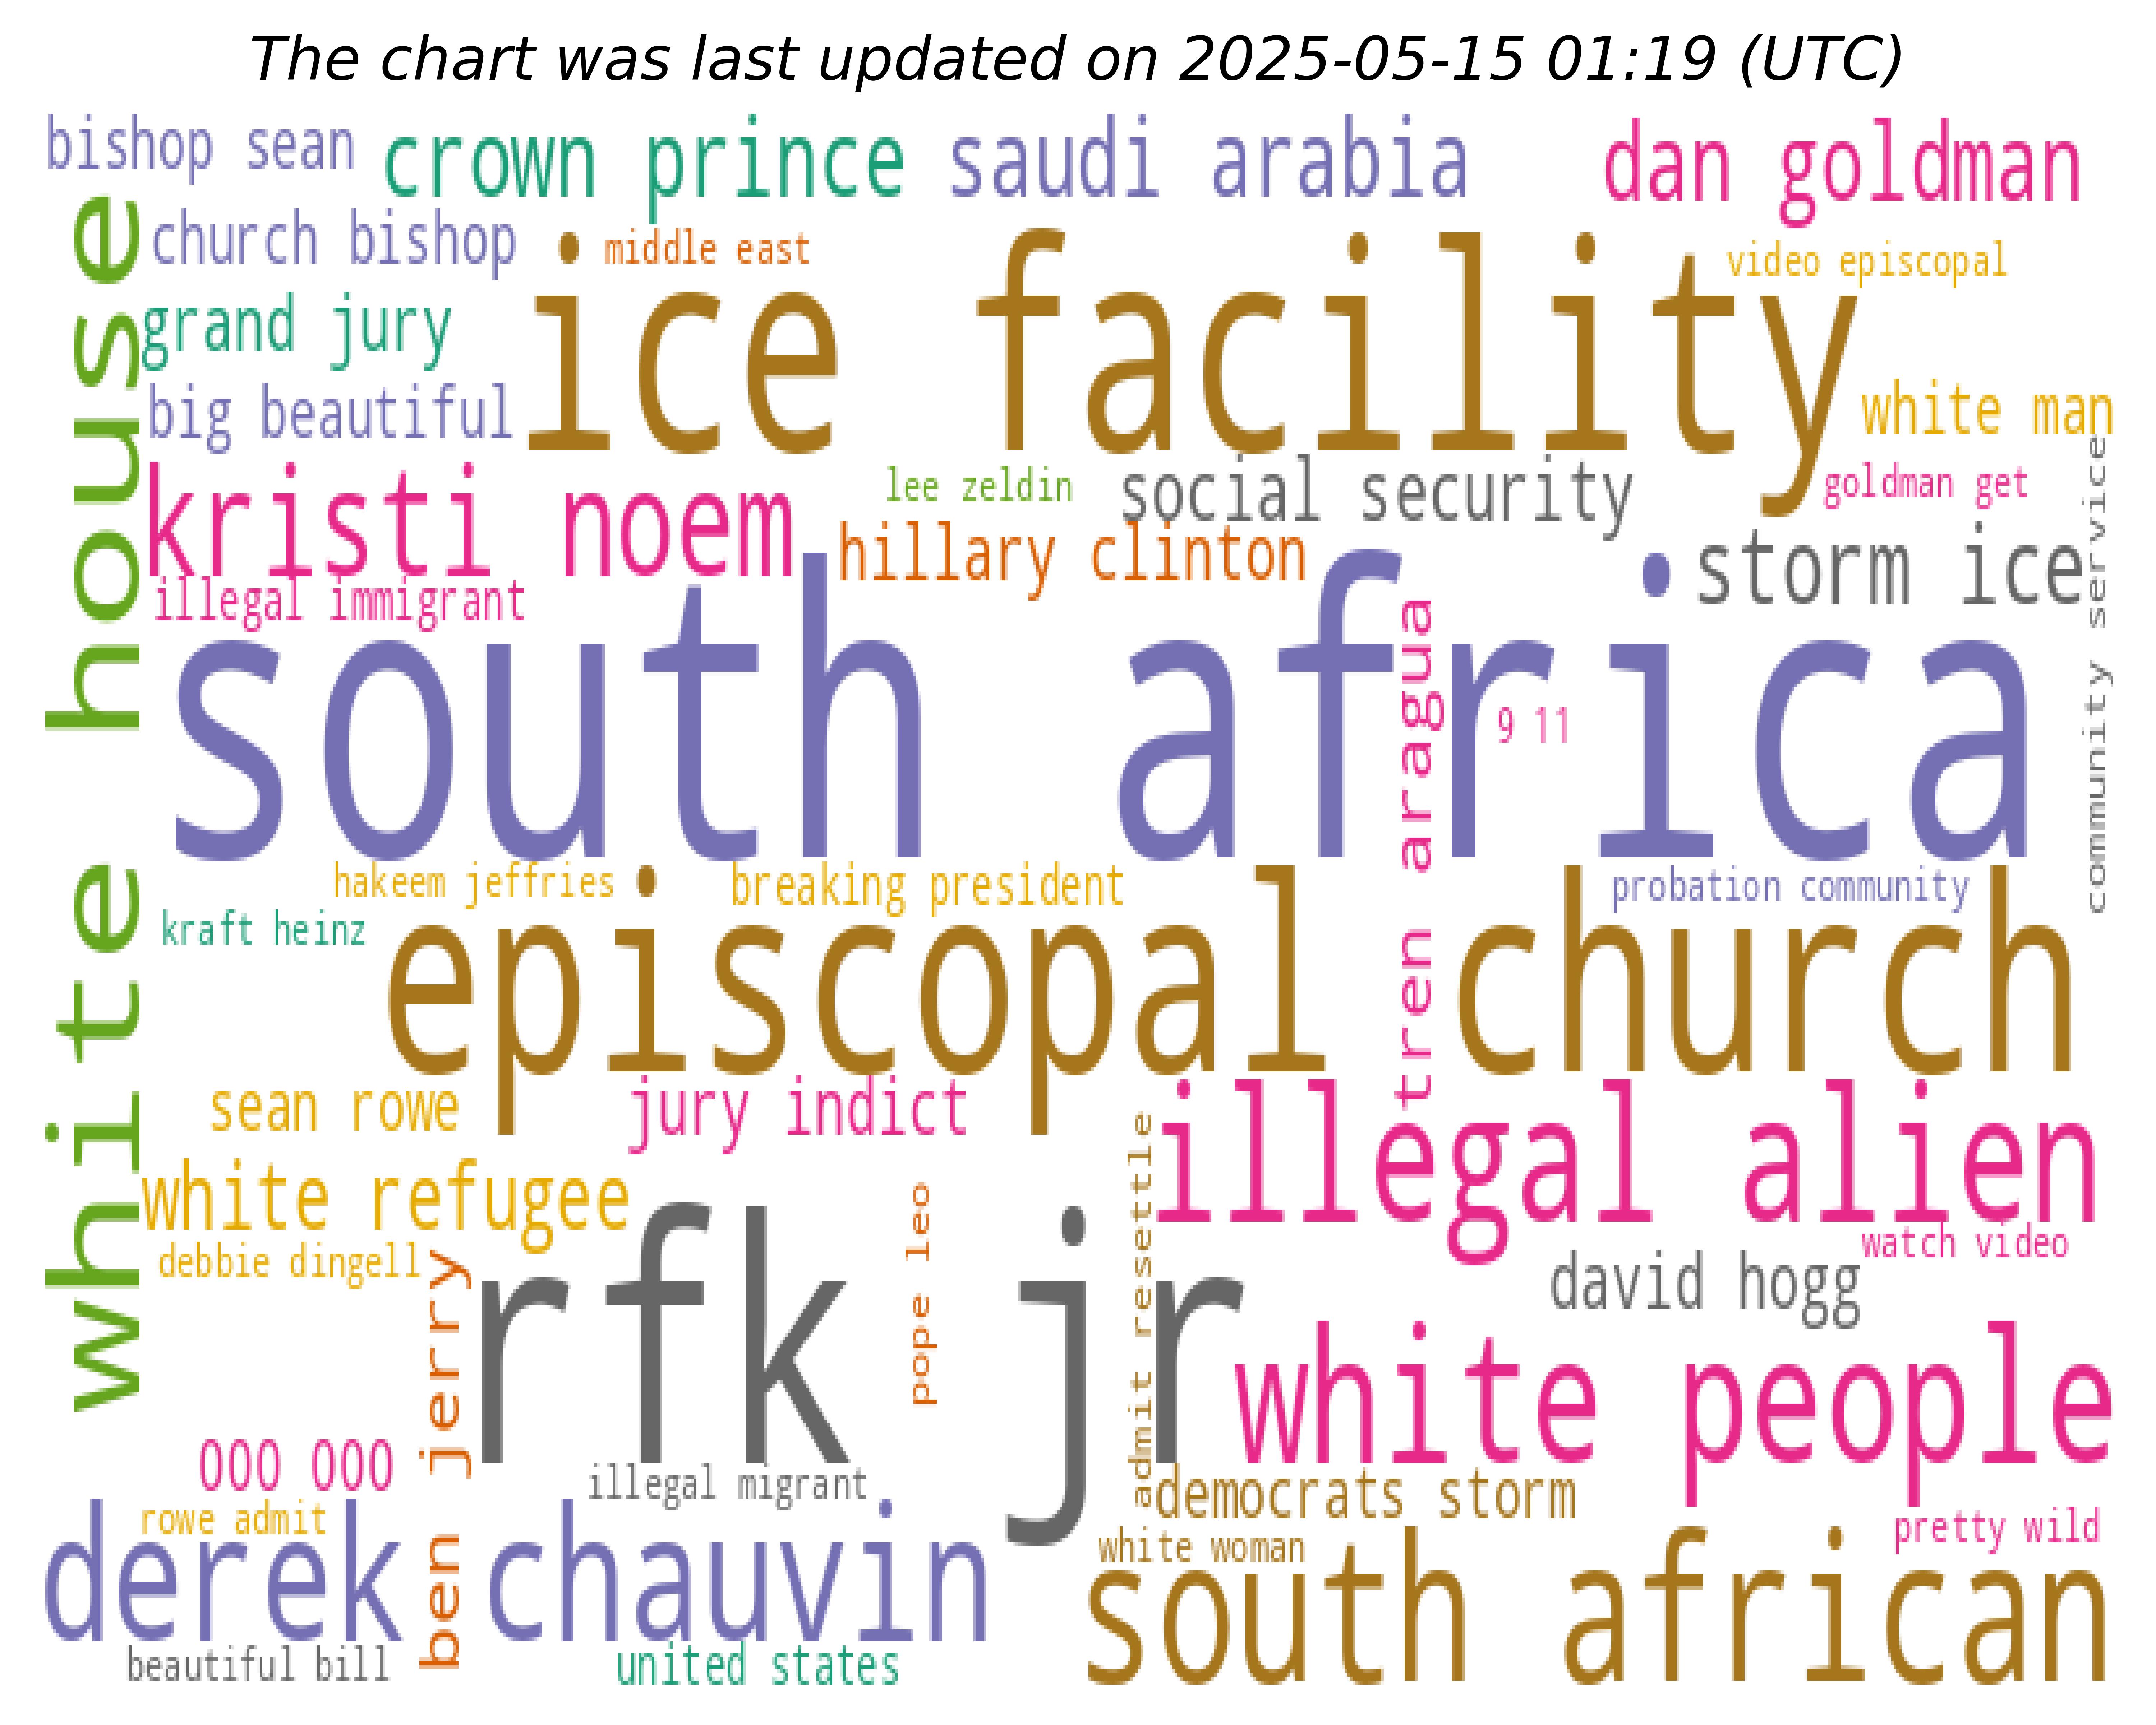 The chart was last updated on 2025-05-15 01:19 (UTC)
bishop sean
crown prince
saudi arabia
dan goldman
church bishop
middle east
video episcopal
white house
grand jury
ice facility
big beautiful
white man
kristi noem
lee zeldin
social security
goldman get
community service
hillary clinton
storm ice
illegal immigrant
south africa
tren aragua
9 11
hakeem jeffries
breaking president
probation community
kraft heinz
episcopal church
sean rowe
jury indict
illegal alien
admit resettle
white refugee
pope leo
watch video
debbie dingell
david hogg
ben jerry
rfk jr
white people
000 000
illegal migrant
democrats storm
rowe admit
derek chauvin
pretty wild
white woman
south african
beautiful bill
united states